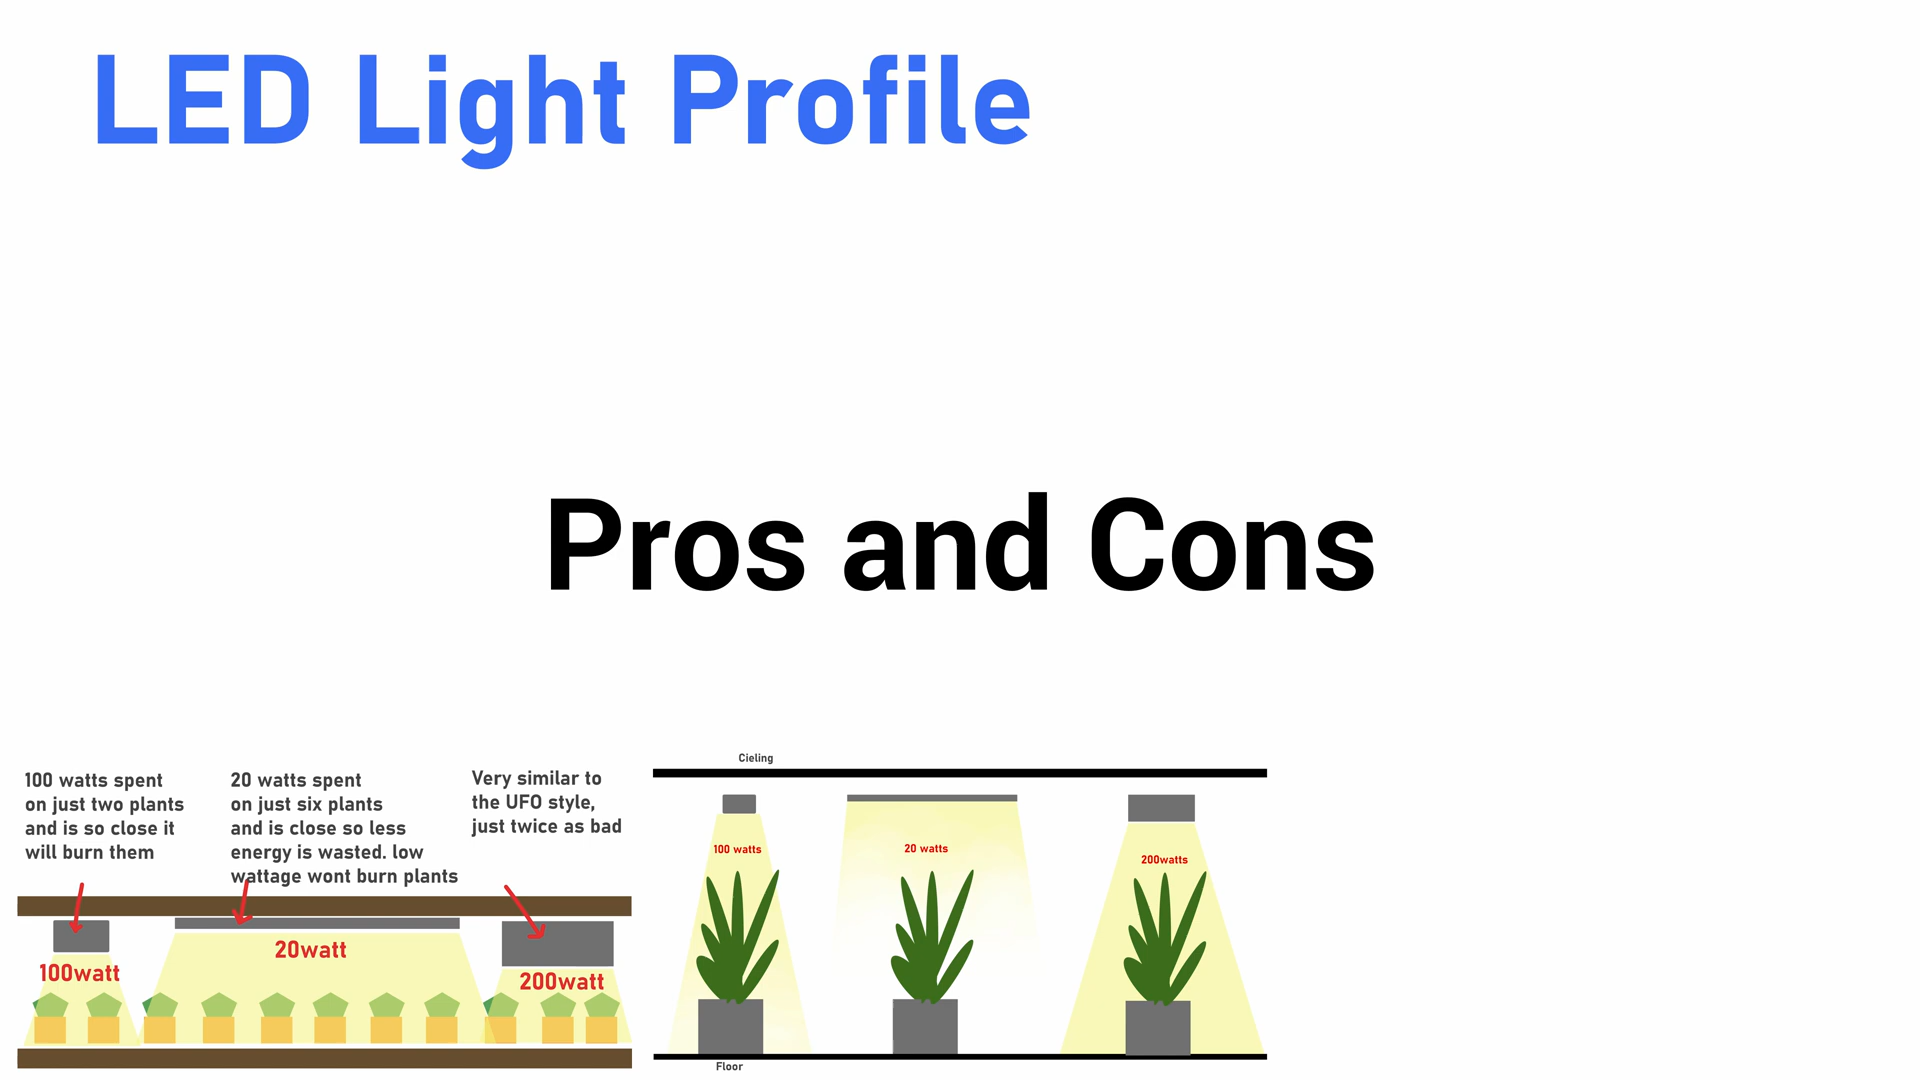 LED Light Profile
Pros and Cons
100 watts spent
on just two plants
and is so close it
will burn them
20 watts spent
on just six plants
and is close so less
energy is wasted. low
wattage wont burn plants
Very similar to
the UFO style,
just twice as bad
100watt
20watt
200watt
Cieling
100 watts
20 watts
200watts
Floor